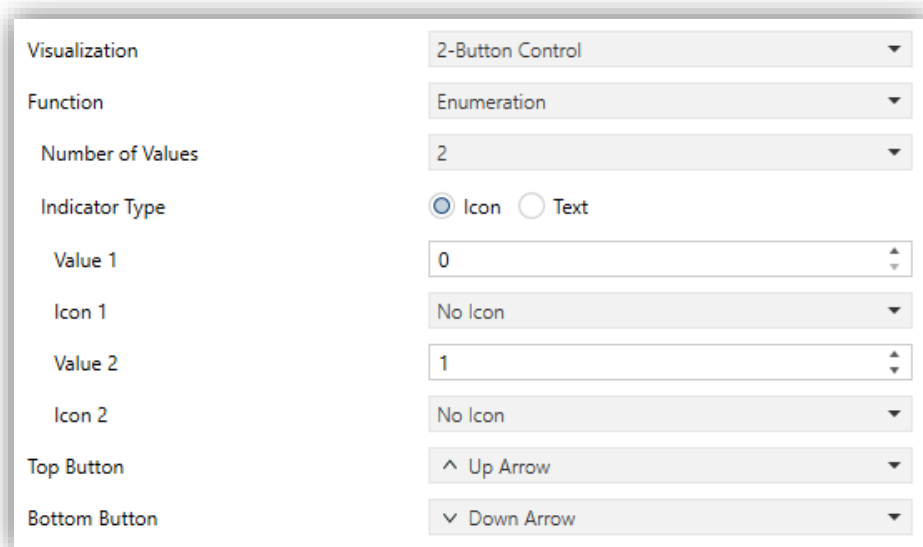 Visualization 2-Button Control
Function Enumeration
Number of Values 2
Indicator Type Icon Text
Value 1 0
Icon 1 No Icon
Value 2 1
Icon 2 No Icon
Top Button Up Arrow
Bottom Button Down Arrow